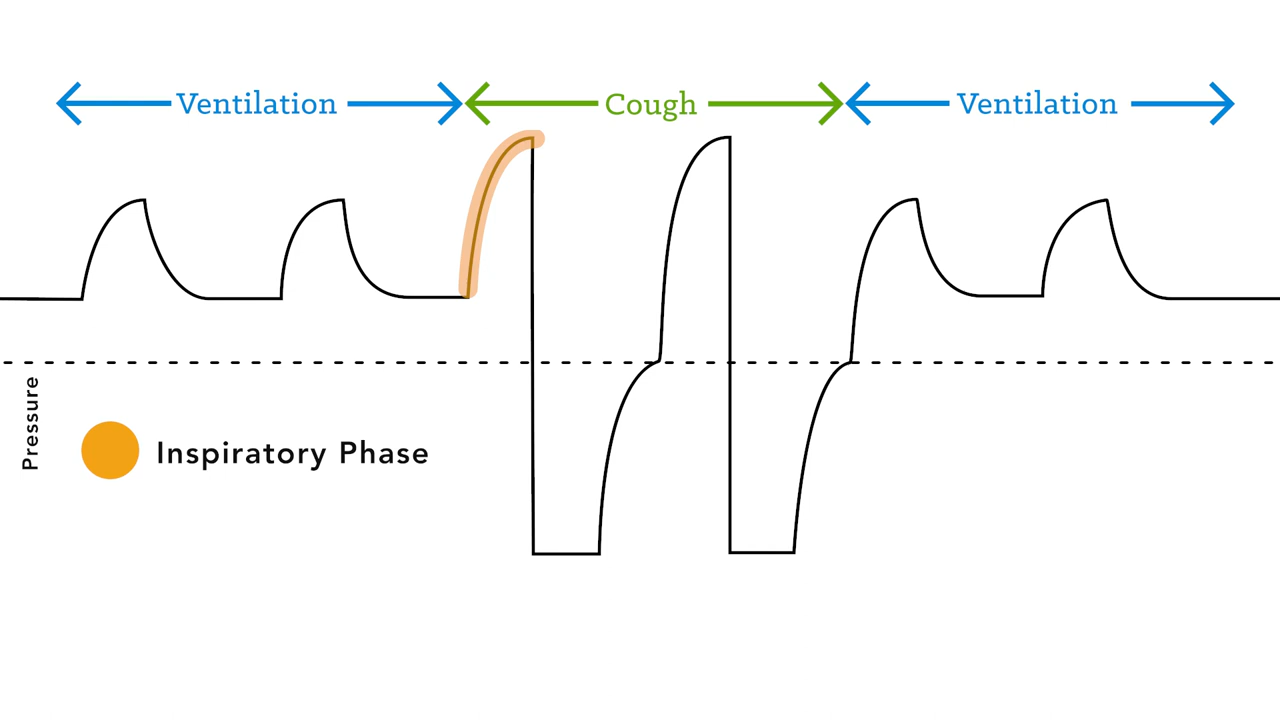 Ventilation
Cough
Ventilation
Pressure
Inspiratory Phase